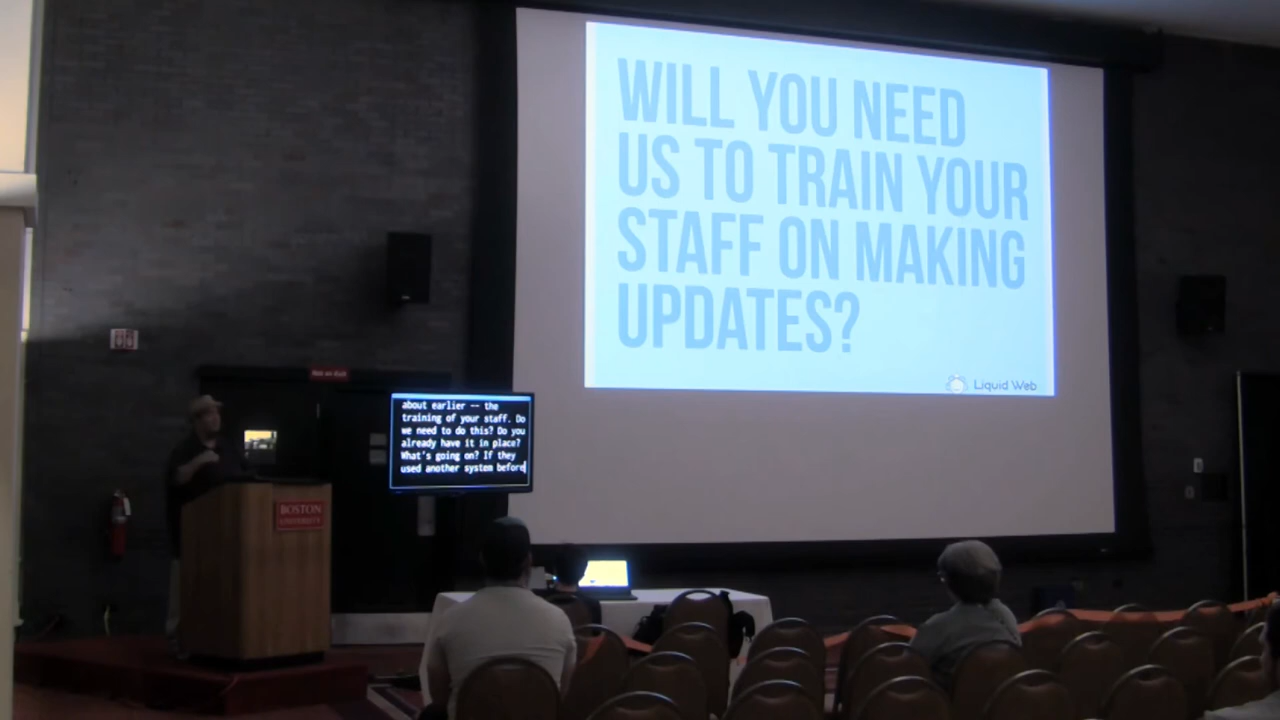 WILL YOU NEED
US TO TRAIN YOUR
STAFF ON MAKING
UPDATES?
Liquid Web
about earlier -- the
training of your staff. Do
we need to do this? Do you
already have it in place?
What's going on? If they
used another system before
BOSTON
UNIVERSITY